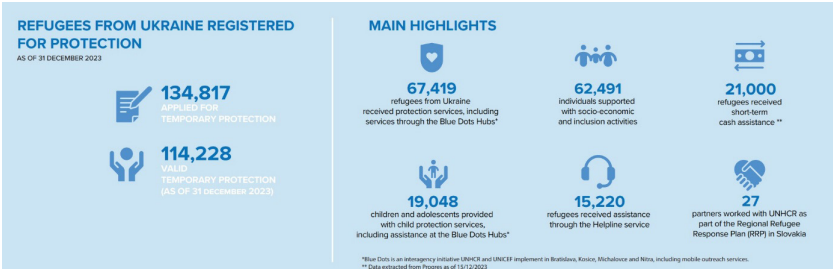 REFUGEES FROM UKRAINE REGISTERED
FOR PROTECTION
AS OF 31 DECEMBER 2023
134,817
APPLIED FOR
TEMPORARY PROTECTION
114,228
VALID
TEMPORARY PROTECTION
(AS OF 31 DECEMBER 2023)
MAIN HIGHLIGHTS
67,419
refugees from Ukraine
received protection services, including
services through the Blue Dots Hubs*
62,491
individuals supported
with socio-economic
and inclusion activities
21,000
refugees received
short-term
cash assistance **
19,048
children and adolescents provided
with child protection services,
including assistance at the Blue Dots Hubs*
15,220
refugees received assistance
through the Helpline service
27
partners worked with UNHCR as
part of the Regional Refugee
Response Plan (RRP) in Slovakia
*Blue Dots is an interagency initiative UNHCR and UNICEF implement in Bratislava, Kosice, Michalovce and Nitra, including mobile outreach services.
** Data extracted from Progres as of 15/12/2023